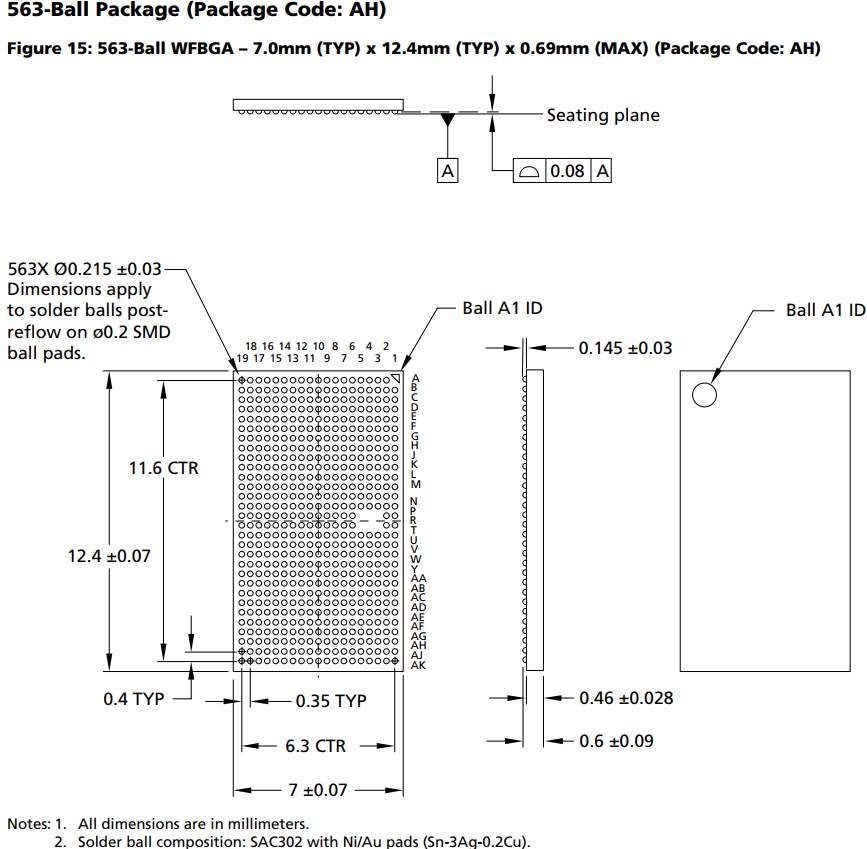 563-Ball Package (Package Code: AH)
Figure 15: 563-Ball WFBGA – 7.0mm (TYP) x 12.4mm (TYP) x 0.69mm (MAX) (Package Code: AH)
Seating plane
A
0.08 A
563X Ø0.215 ±0.03
Dimensions apply
to solder balls post-
reflow on ø0.2 SMD
ball pads.
Ball A1 ID
Ball A1 ID
18 16 14 12 10 8 6 4 2
19 17 15 13 11 9 7 5 3 1
0.145 ±0.03
A
B
C
D
E
F
G
H
J
K
L
M
N
P
R
T
U
V
W
Y
AA
AB
AC
AD
AE
AF
AG
AH
AJ
AK
11.6 CTR
12.4 ±0.07
0.4 TYP
0.35 TYP
6.3 CTR
7 ±0.07
0.46 ±0.028
0.6 ±0.09
Notes: 1. All dimensions are in millimeters.
2. Solder ball composition: SAC302 with Ni/Au pads (Sn-3Ag-0.2Cu).